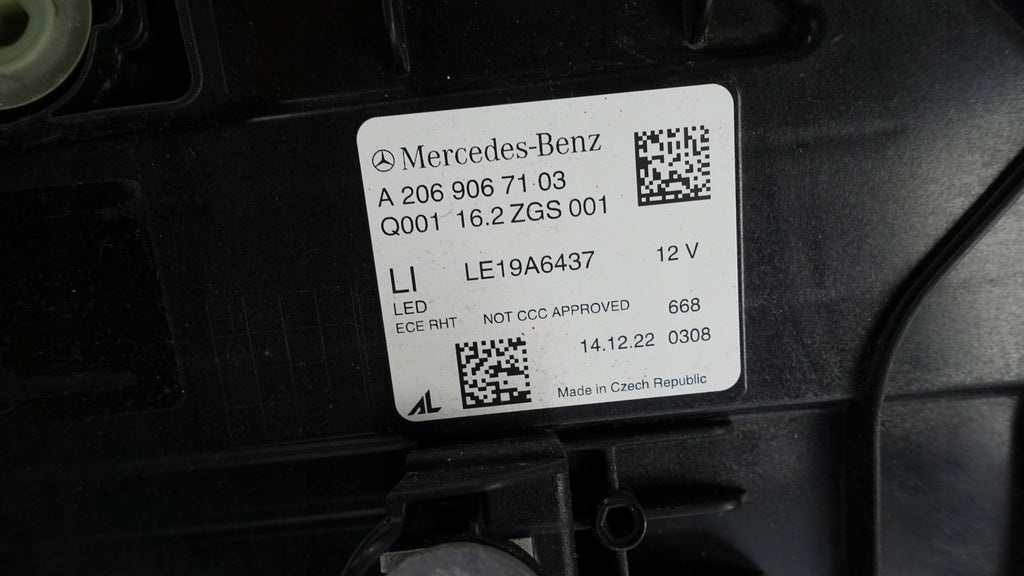 Mercedes-Benz
A 206 906 71 03
Q001 16.2 ZGS 001
LI LE19A6437 12 V
LED
ECE RHT NOT CCC APPROVED 668
14.12.22 0308
AL Made in Czech Republic